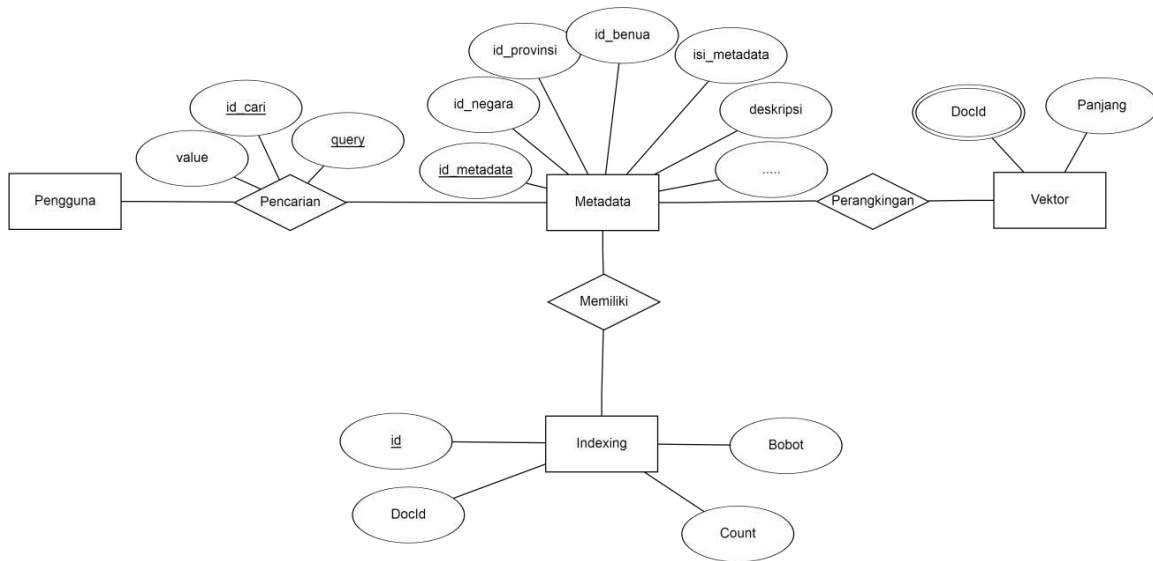 id_benua
id_provinsi
isi_metadata
id_cari
id_negara
deskripsi
DocId
Panjang
value
query
id_metadata
.....
Pengguna
Pencarian
Metadata
Perangkingan
Vektor
Memiliki
id
Indexing
Bobot
DocId
Count